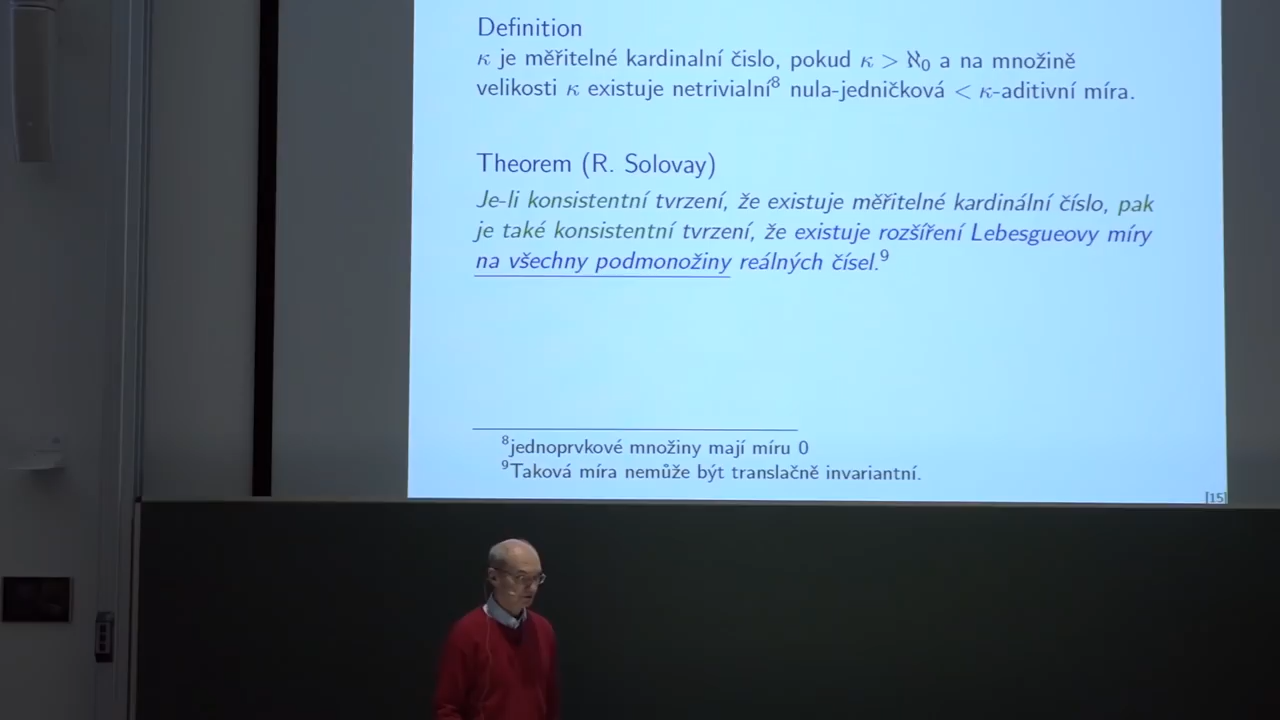 Definition
κ je měřitelné kardinalní čislo, pokud κ > ℵ₀ a na množině
velikosti κ existuje netrivialní⁸ nula-jedničková < κ-aditivní míra.
Theorem (R. Solovay)
Je-li konsistentní tvrzení, že existuje měřitelné kardinální číslo, pak
je také konsistentní tvrzení, že existuje rozšíření Lebesgueovy míry
na všechny podmonožiny reálných čísel.⁹
⁸jednoprvkové množiny mají míru 0
⁹Taková míra nemůže být translačně invariantní.
[15]